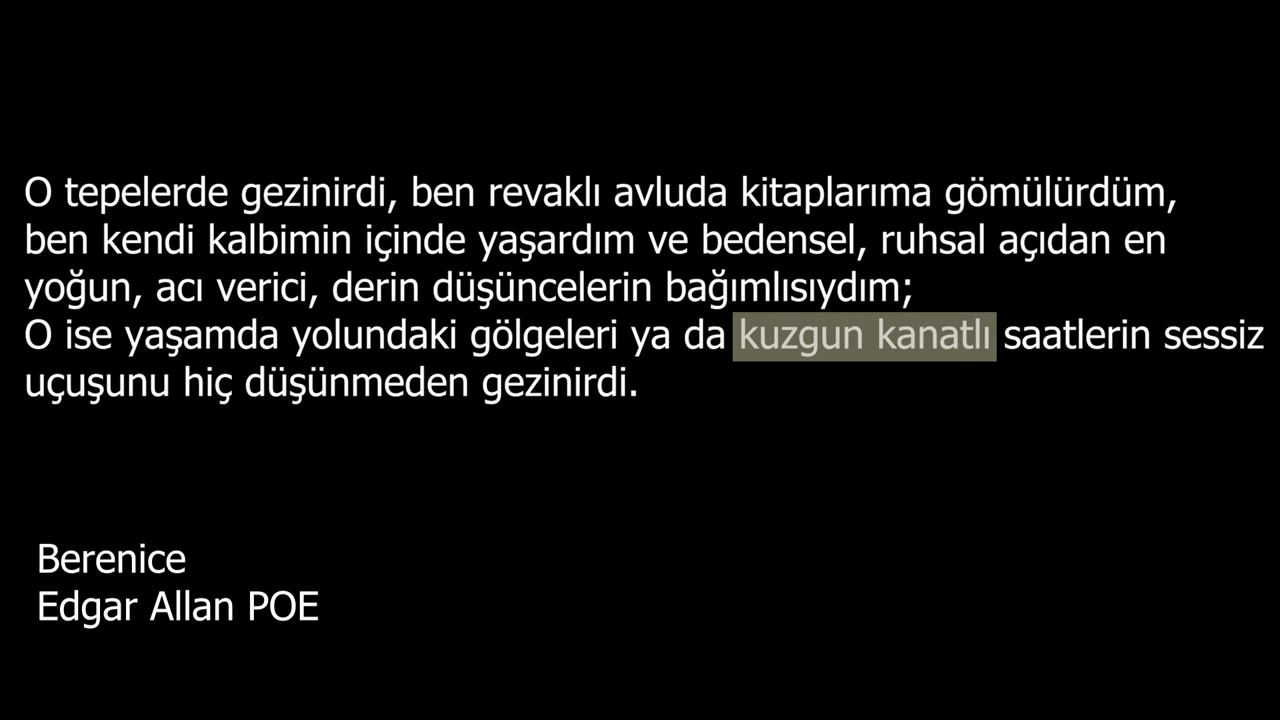 O tepelerde gezinirdi, ben revaklı avluda kitaplarıma gömülürdüm,
ben kendi kalbimin içinde yaşardım ve bedensel, ruhsal açıdan en
yoğun, acı verici, derin düşüncelerin bağımlısıydım;
O ise yaşamda yolundaki gölgeleri ya da kuzgun kanatlı saatlerin sessiz
uçuşunu hiç düşünmeden gezinirdi.
Berenice
Edgar Allan POE